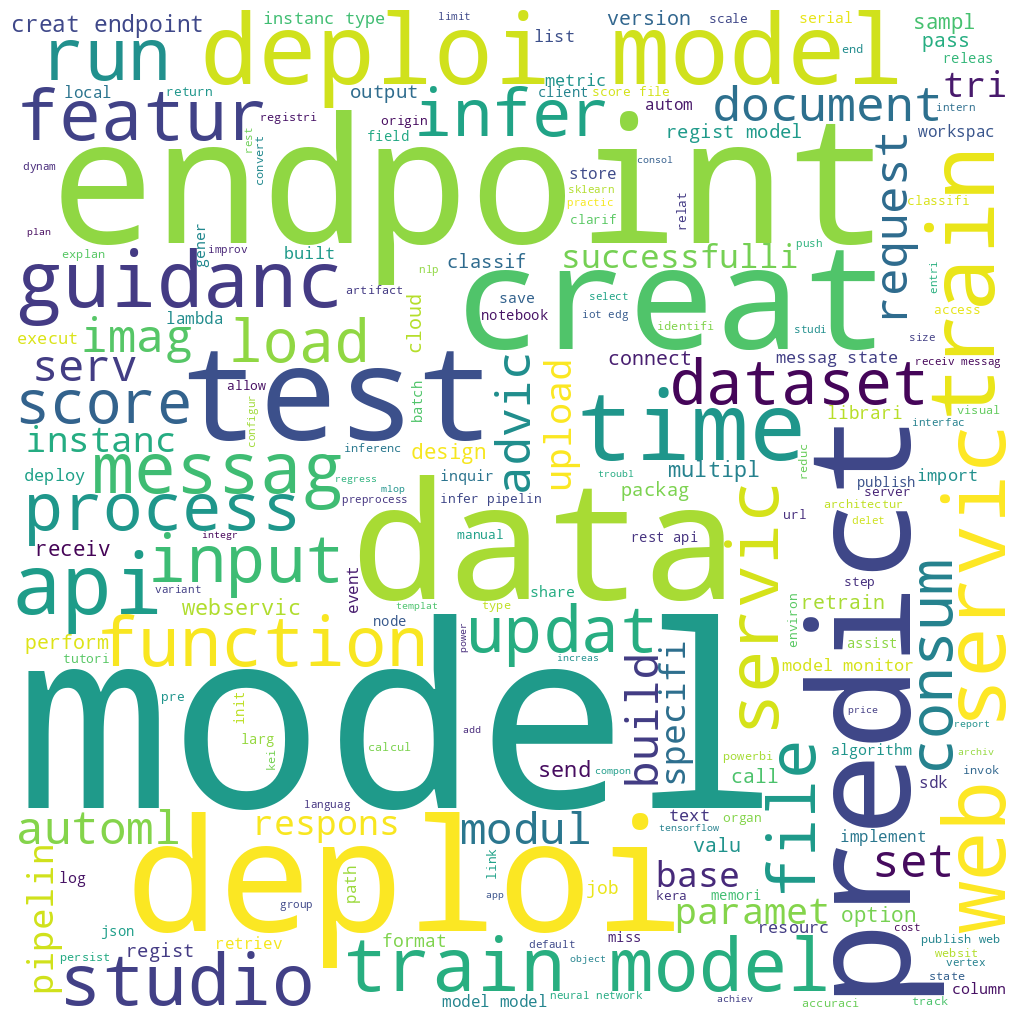 creat endpoint
instanc type
limit
version
scale
serial
sampl
run
deploi model
list
end
pass
releas
local
return
output
metric
client
score file
autom
tri
featur
registri
origin
infer
document
intern
field
regist model
workspac
rest
convert
dynam
endpoint
store
consol
sklearn
practic
clarif
relat
request
classifi
train
plan
gener
explan
improv
built
classif
successfulli
push
nlp
artifact
guidanc
creat
save
select
notebook
iot edg
identifi
studi
entri
access
execut
imag
lambda
load
cloud
size
serv
test
allow
connect
messag state
receiv messag
score
configur
batch
advic
upload
dataset
time
librari
visual
interfac
instanc
inferenc
design
deploy
messag
regress
mlop
preprocess
inquir
infer pipelin
troubl
multipl
reduc
predict
publish
import
server
packag
process
integr
data
manual
rest api
url
architectur
delet
receiv
input
api
variant
event
share
step
webservic
templat
type
node
servic
environ
retrain
consum
web servic
perform
tutori
function
power
updat
increas
build
specifi
assist
model monitor
pre
model
init
larg
kei
calcul
add
send
compon
price
report
powerbi
call
file
algorithm
archiv
invok
sdk
languag
automl
respons
modul
text
tensorflow
organ
valu
implement
set
pipelin
log
link
path
deploi
job
base
kera
memori
app
group
paramet
option
json
regist
retriev
format
default
miss
resourc
cost
publish web
websit
persist
studio
train model
object
vertex
state
column
model model
neural network
achiev
accuraci
track